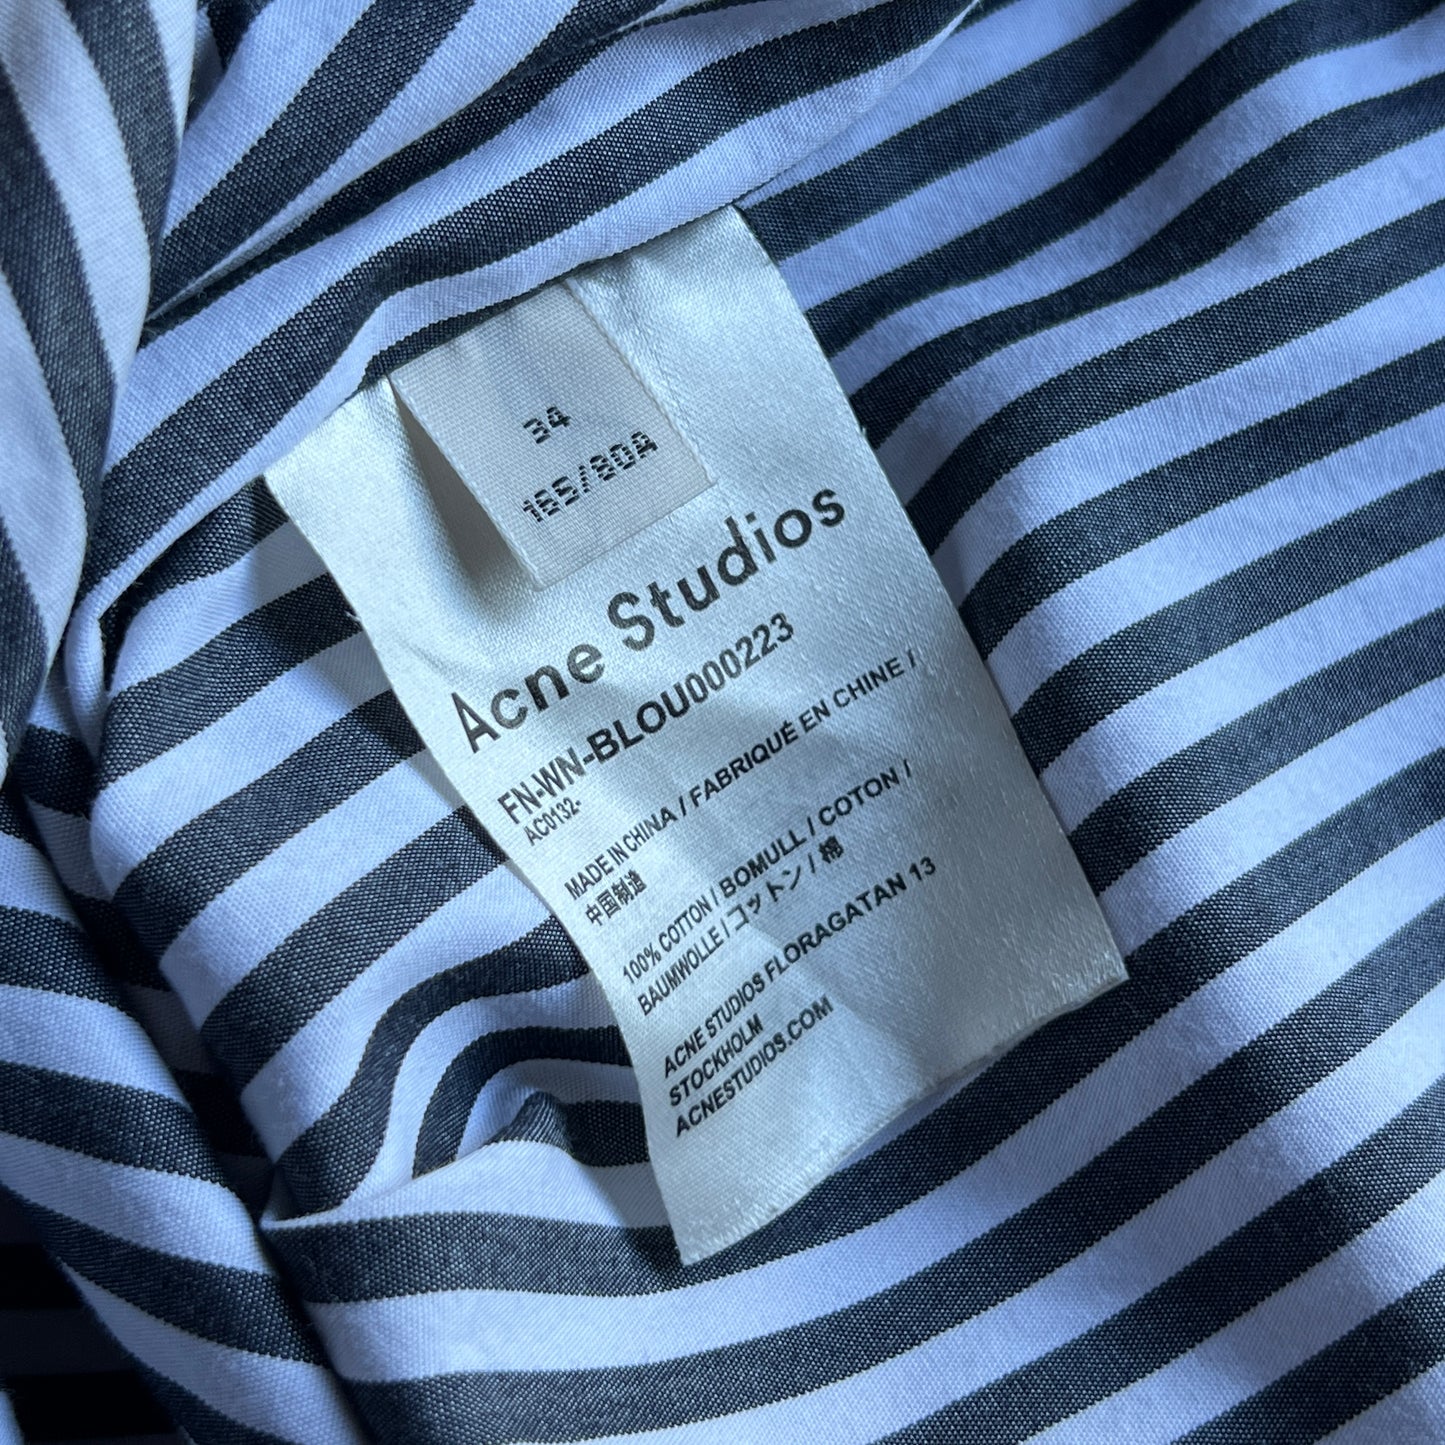 34
165/80A
Acne Studios
FN-WN-BLOU000223
AC0132-
MADE IN CHINA / FABRIQUÉ EN CHINE /
中国制造
100% COTTON / BOMULL / COTON /
BAUMWOLLE / コットン / 棉
ACNE STUDIOS FLORAGATAN 13
STOCKHOLM
ACNESTUDIOS.COM